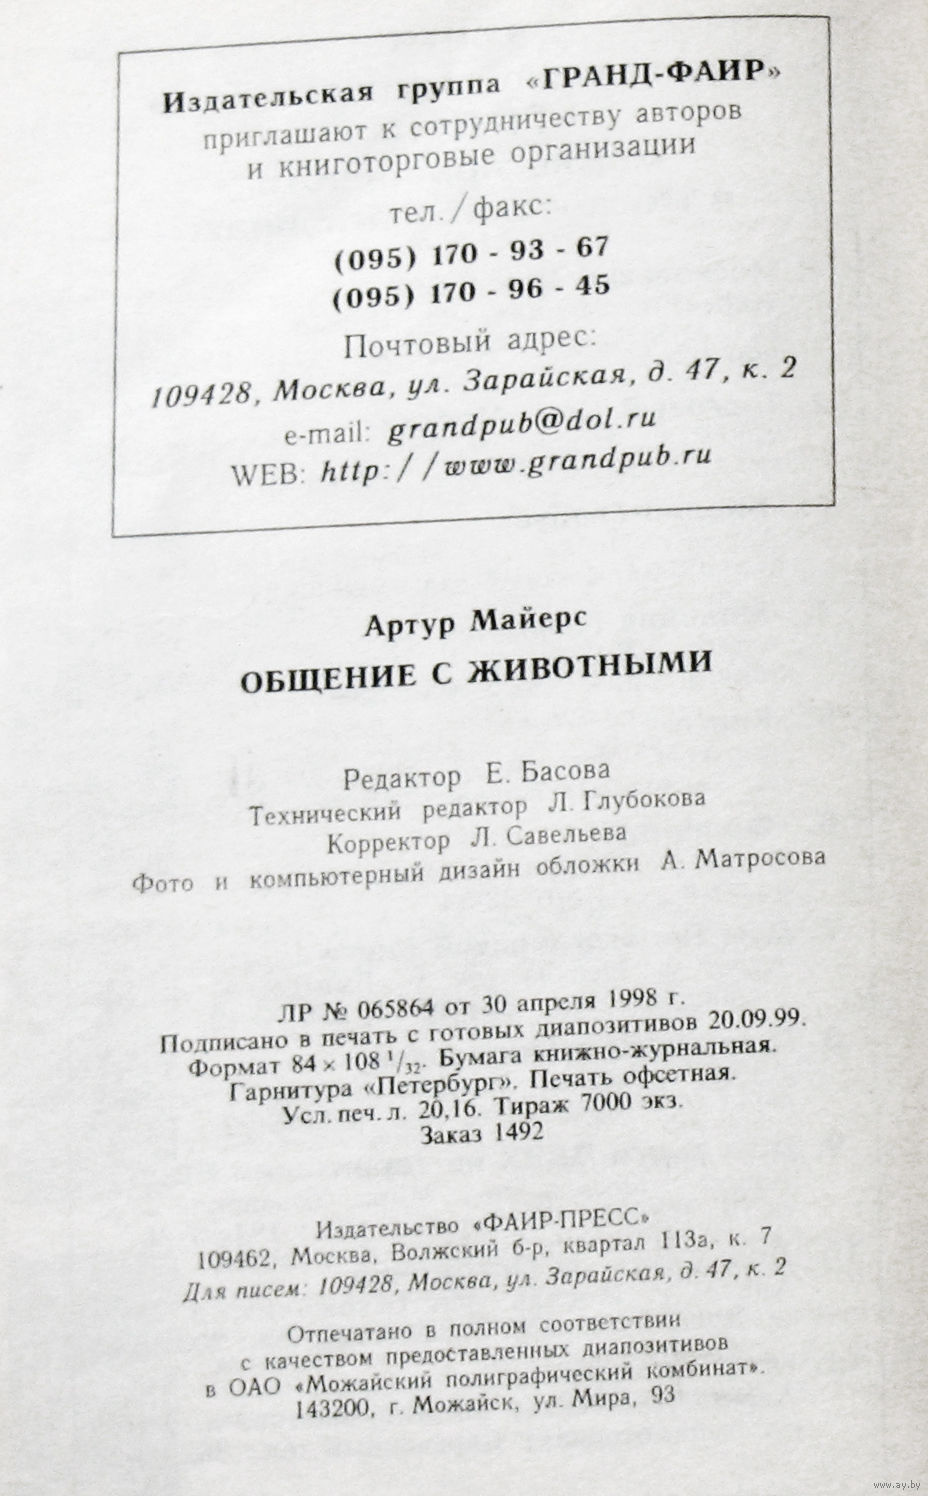 Издательская группа «ГРАНД-ФАИР»
приглашают к сотрудничеству авторов
и книготорговые организации
тел./факс:
(095) 170 - 93 - 67
(095) 170 - 96 - 45
Почтовый адрес:
109428, Москва, ул. Зарайская, д. 47, к. 2
e-mail: grandpub@dol.ru
WEB: http://www.grandpub.ru
Артур Майерс
ОБЩЕНИЕ С ЖИВОТНЫМИ
Редактор Е. Басова
Технический редактор Л. Глубокова
Корректор Л. Савельева
Фото и компьютерный дизайн обложки А. Матросова
ЛР № 065864 от 30 апреля 1998 г.
Подписано в печать с готовых диапозитивов 20.09.99.
Формат 84 × 108 1/32. Бумага книжно-журнальная.
Гарнитура «Петербург». Печать офсетная.
Усл. печ. л. 20,16. Тираж 7000 экз.
Заказ 1492
Издательство «ФАИР-ПРЕСС»
109462, Москва, Волжский б-р, квартал 113а, к. 7
Для писем: 109428, Москва, ул. Зарайская, д. 47, к. 2
Отпечатано в полном соответствии
с качеством предоставленных диапозитивов
в ОАО «Можайский полиграфический комбинат».
143200, г. Можайск, ул. Мира, 93
www.ay.by